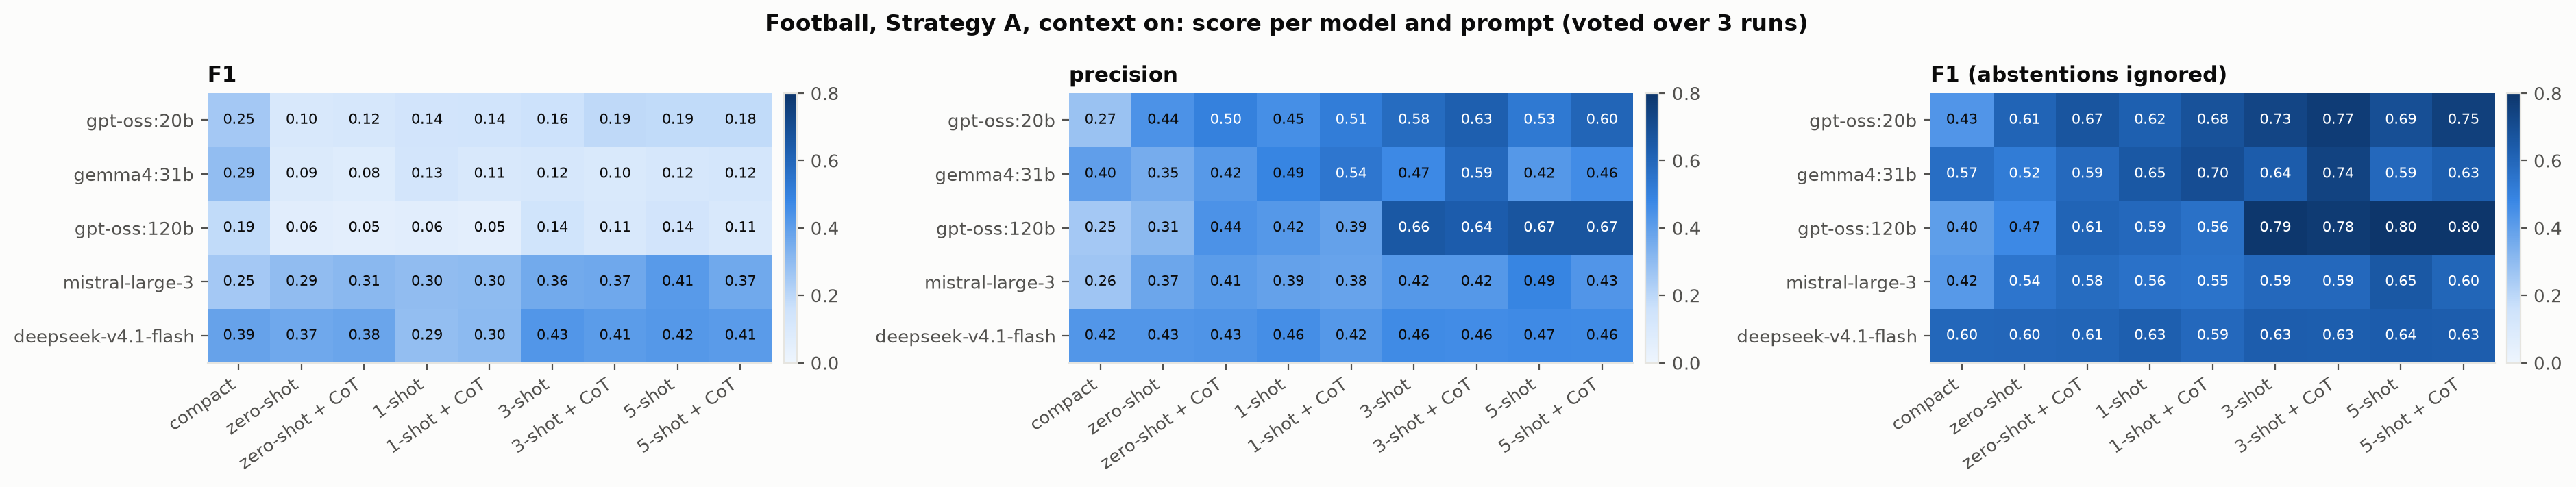 Football, Strategy A, context on: score per model and prompt (voted over 3 runs)
F1
gpt-oss:20b 0.25 0.10 0.12 0.14 0.14 0.16 0.19 0.19 0.18
gemma4:31b 0.29 0.09 0.08 0.13 0.11 0.12 0.10 0.12 0.12
gpt-oss:120b 0.19 0.06 0.05 0.06 0.05 0.14 0.11 0.14 0.11
mistral-large-3 0.25 0.29 0.31 0.30 0.30 0.36 0.37 0.41 0.37
deepseek-v4.1-flash 0.39 0.37 0.38 0.29 0.30 0.43 0.41 0.42 0.41
compact
zero-shot
zero-shot + CoT
1-shot
1-shot + CoT
3-shot
3-shot + CoT
5-shot
5-shot + CoT
0.8
0.6
0.4
0.2
0.0
precision
gpt-oss:20b 0.27 0.44 0.50 0.45 0.51 0.58 0.63 0.53 0.60
gemma4:31b 0.40 0.35 0.42 0.49 0.54 0.47 0.59 0.42 0.46
gpt-oss:120b 0.25 0.31 0.44 0.42 0.39 0.66 0.64 0.67 0.67
mistral-large-3 0.26 0.37 0.41 0.39 0.38 0.42 0.42 0.49 0.43
deepseek-v4.1-flash 0.42 0.43 0.43 0.46 0.42 0.46 0.46 0.47 0.46
compact
zero-shot
zero-shot + CoT
1-shot
1-shot + CoT
3-shot
3-shot + CoT
5-shot
5-shot + CoT
0.8
0.6
0.4
0.2
0.0
F1 (abstentions ignored)
gpt-oss:20b 0.43 0.61 0.67 0.62 0.68 0.73 0.77 0.69 0.75
gemma4:31b 0.57 0.52 0.59 0.65 0.70 0.64 0.74 0.59 0.63
gpt-oss:120b 0.40 0.47 0.61 0.59 0.56 0.79 0.78 0.80 0.80
mistral-large-3 0.42 0.54 0.58 0.56 0.55 0.59 0.59 0.65 0.60
deepseek-v4.1-flash 0.60 0.60 0.61 0.63 0.59 0.63 0.63 0.64 0.63
compact
zero-shot
zero-shot + CoT
1-shot
1-shot + CoT
3-shot
3-shot + CoT
5-shot
5-shot + CoT
0.8
0.6
0.4
0.2
0.0